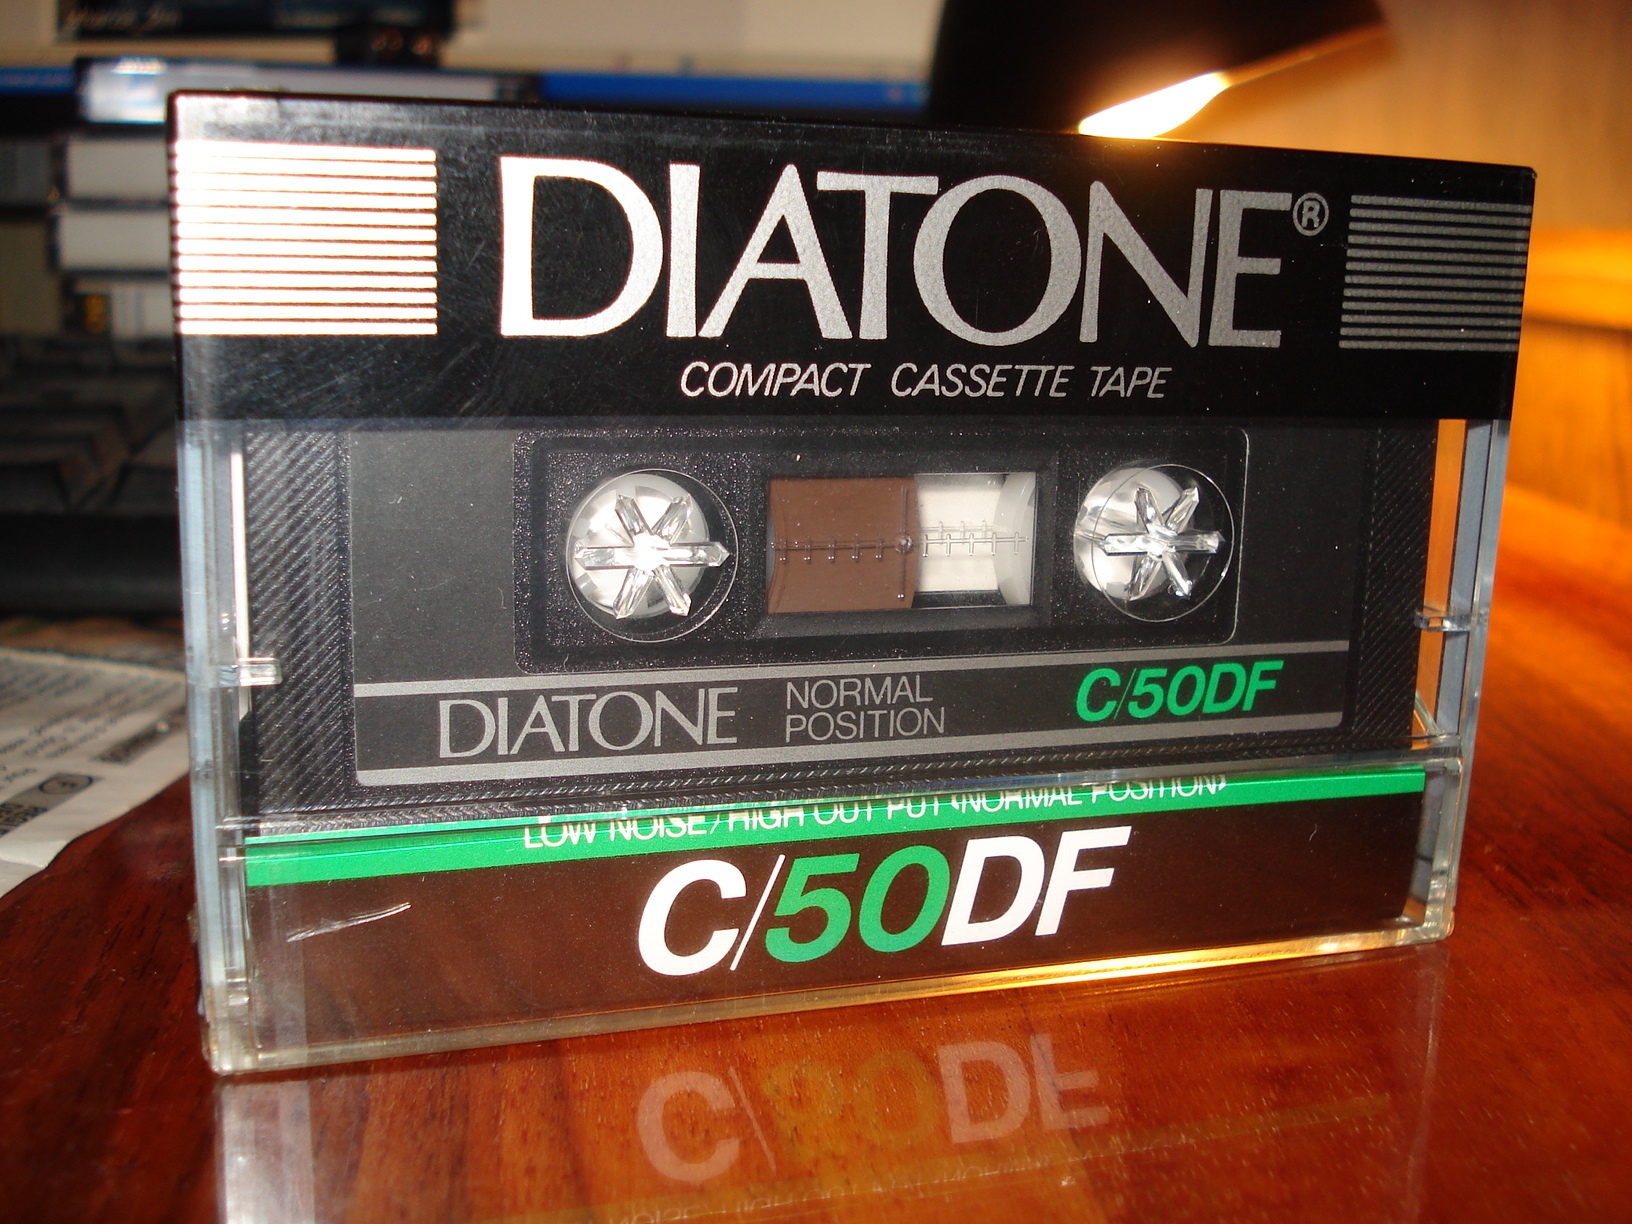 DIATONE®
COMPACT CASSETTE TAPE
DIATONE NORMAL POSITION C/50DF
LOW NOISE/HIGH OUT PUT (NORMAL POSITION)
C/50DF